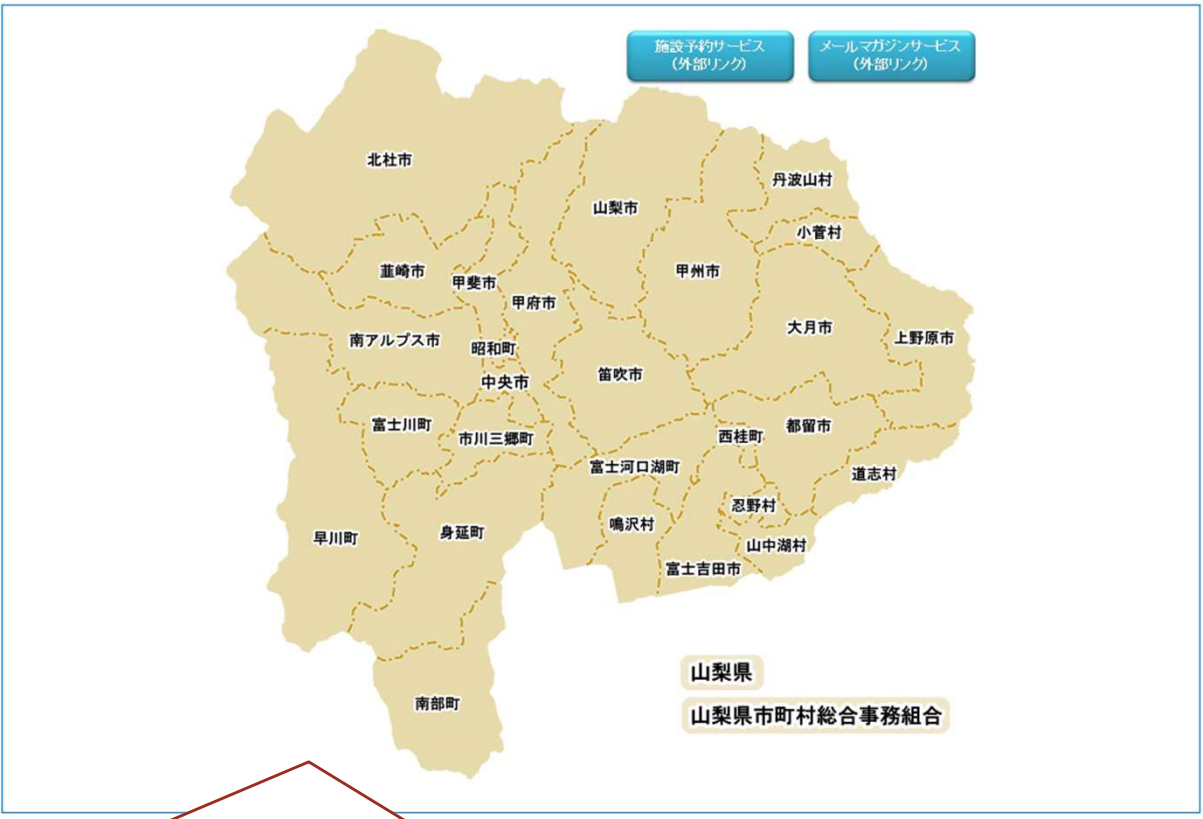 施設予約サービス
(外部リンク)
メールマガジンサービス
(外部リンク)
北杜市
丹波山村
山梨市
小菅村
韮崎市
甲斐市
甲州市
甲府市
大月市
上野原市
南アルプス市
昭和町
笛吹市
中央市
富士川町
市川三郷町
西桂町
都留市
富士河口湖町
道志村
忍野村
鳴沢村
早川町
身延町
山中湖村
富士吉田市
南部町
山梨県
山梨県市町村総合事務組合